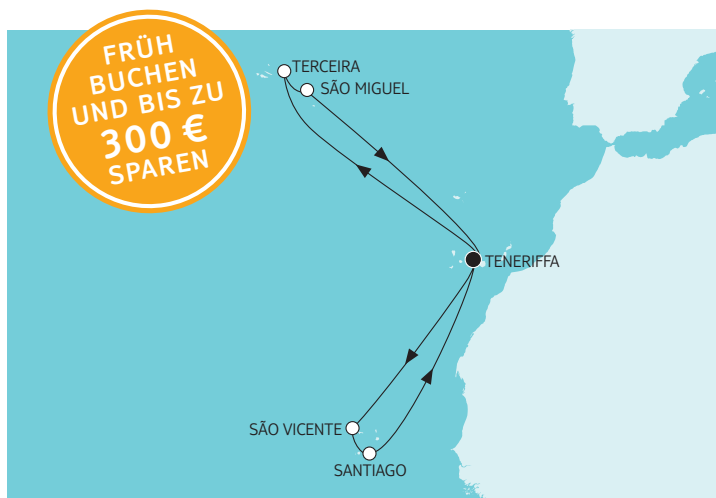 FRÜH
BUCHEN
UND BIS ZU
300 €
SPAREN
TERCEIRA
SÃO MIGUEL
TENERIFFA
SÃO VICENTE
SANTIAGO